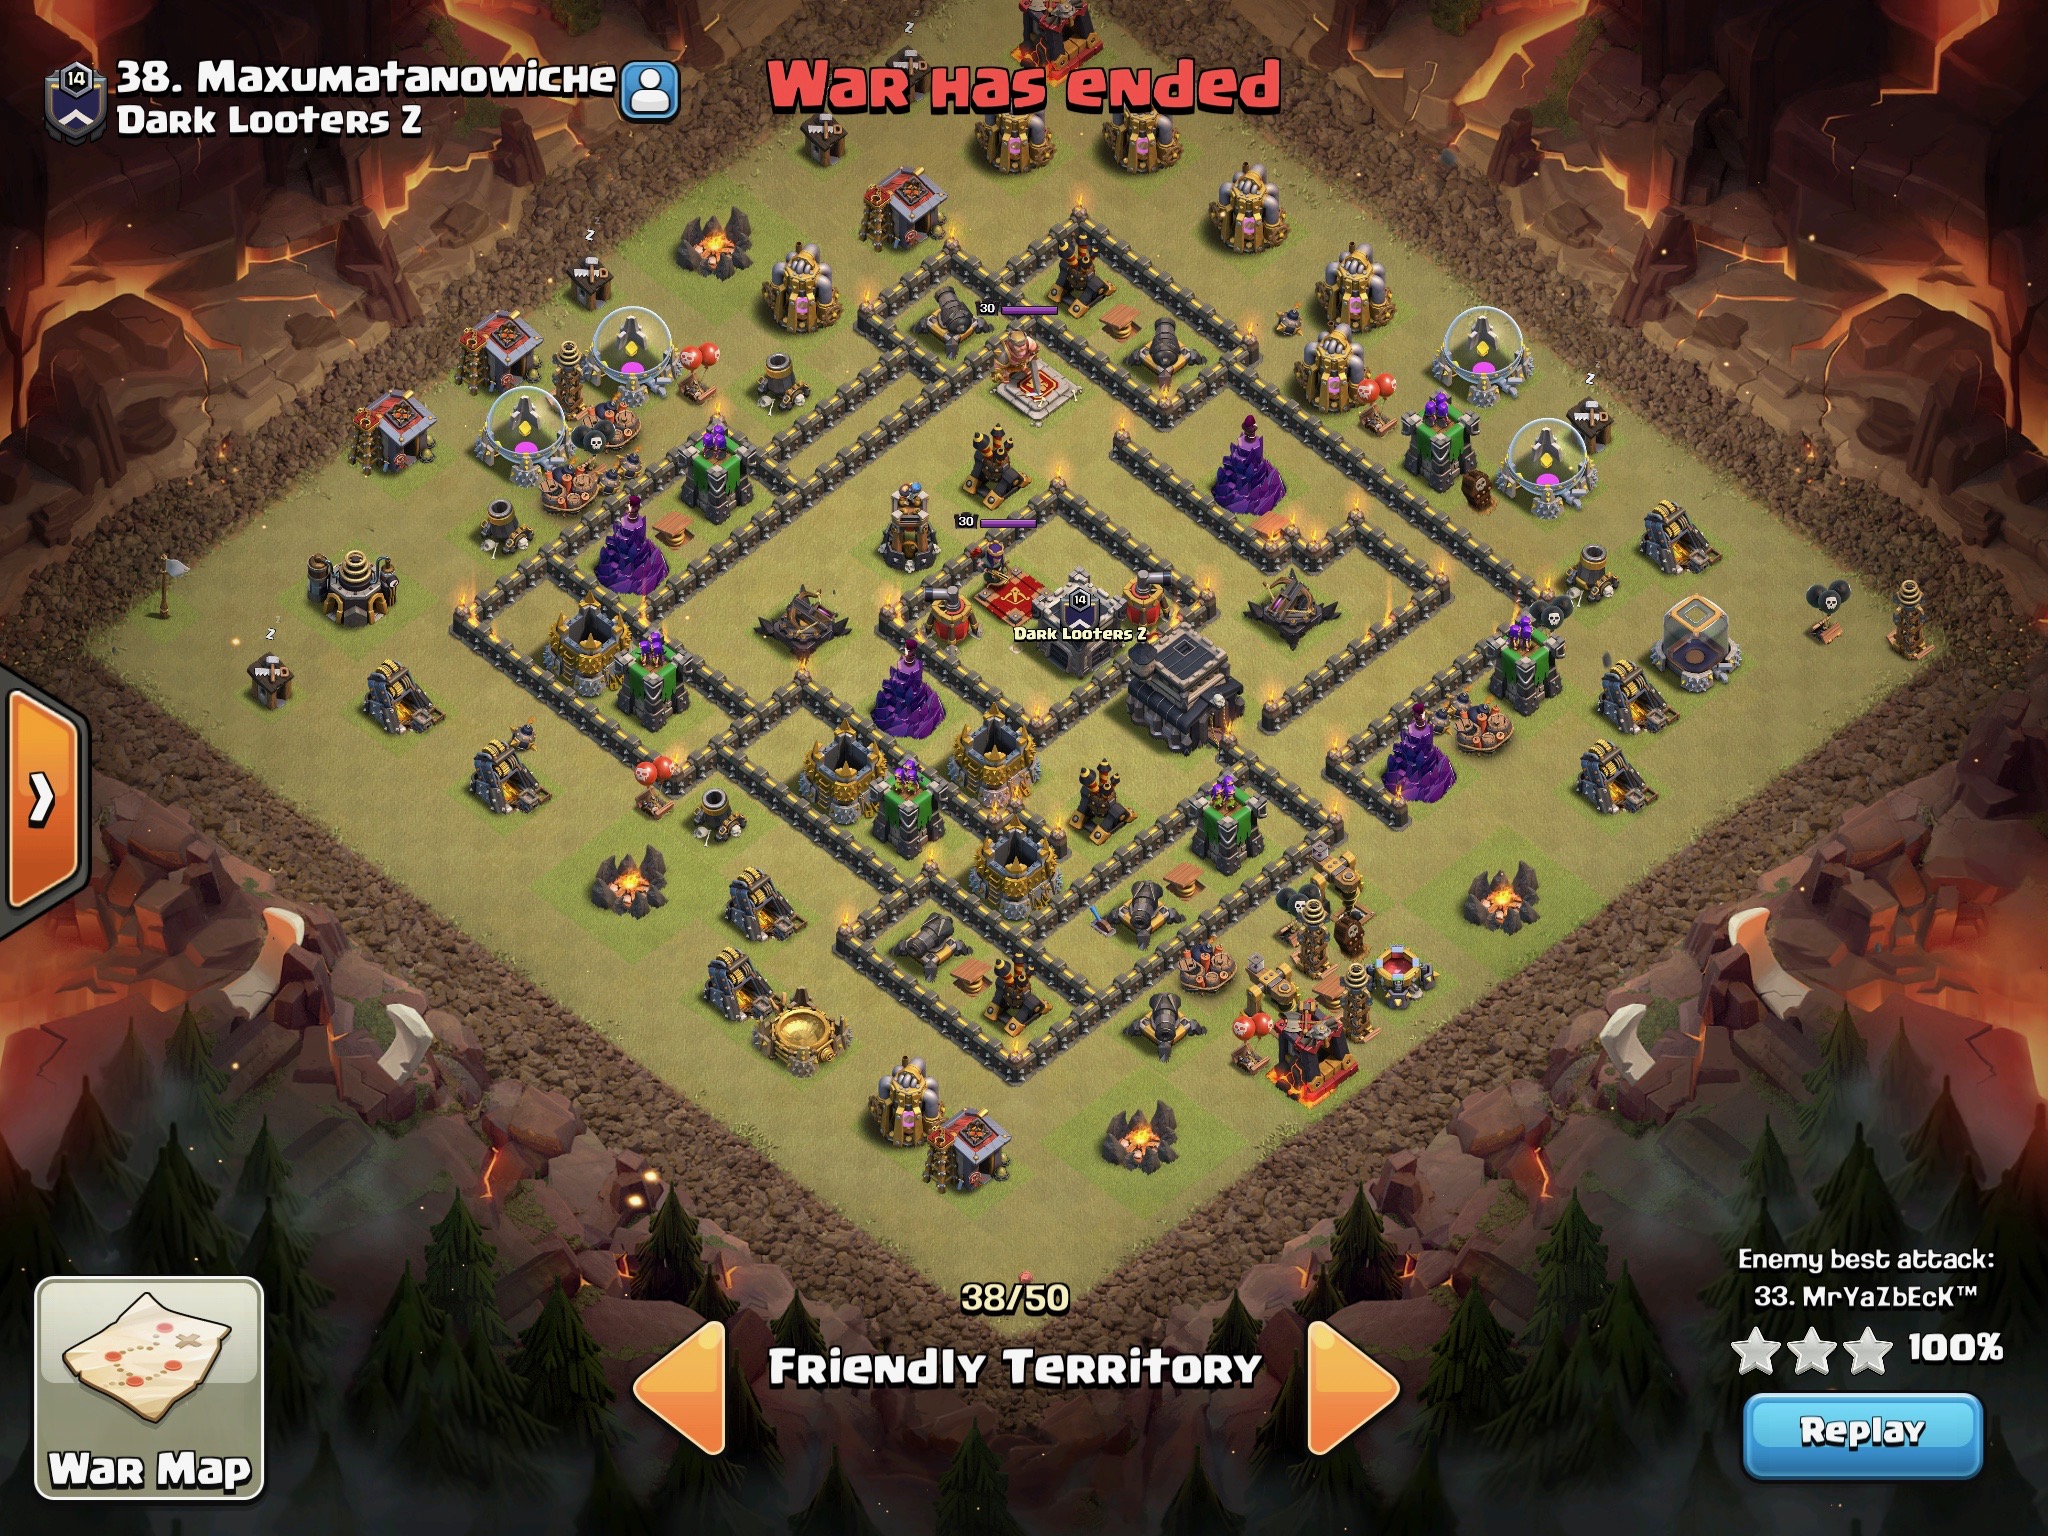 14
38. Maxumatanowiche
Dark Looters Z
War has ended
z
z
z
z
30
30
14
Dark Looters Z
38/50
Friendly Territory
War Map
Enemy best attack:
33. MrYaZbEcK™
100%
Replay